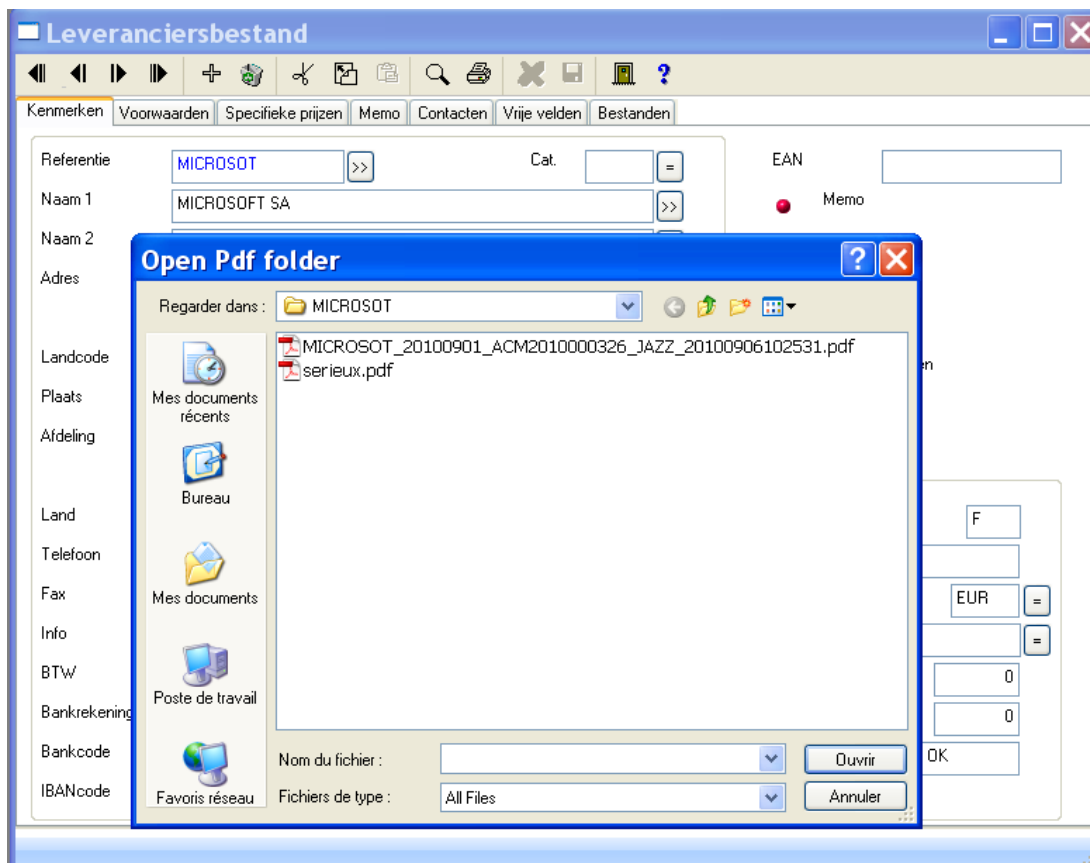 Leveranciersbestand
Kenmerken Voorwaarden Specifieke prijzen Memo Contacten Vrije velden Bestanden
Referentie MICROSOT >> Cat. = EAN
Naam 1 MICROSOFT SA >> Memo
Naam 2
Open Pdf folder
Adres
Regarder dans : MICROSOT
MICROSOT_20100901_ACM2010000326_JAZZ_20100906102531.pdf
serieux.pdf
Landcode
Plaats
Mes documents
récents
Afdeling
Bureau
Land F
Telefoon
Fax Mes documents EUR =
Info =
BTW 0
Poste de travail
Bankrekening 0
Bankcode Nom du fichier : Ouvrir OK
IBANcode Favoris réseau Fichiers de type : All Files Annuler